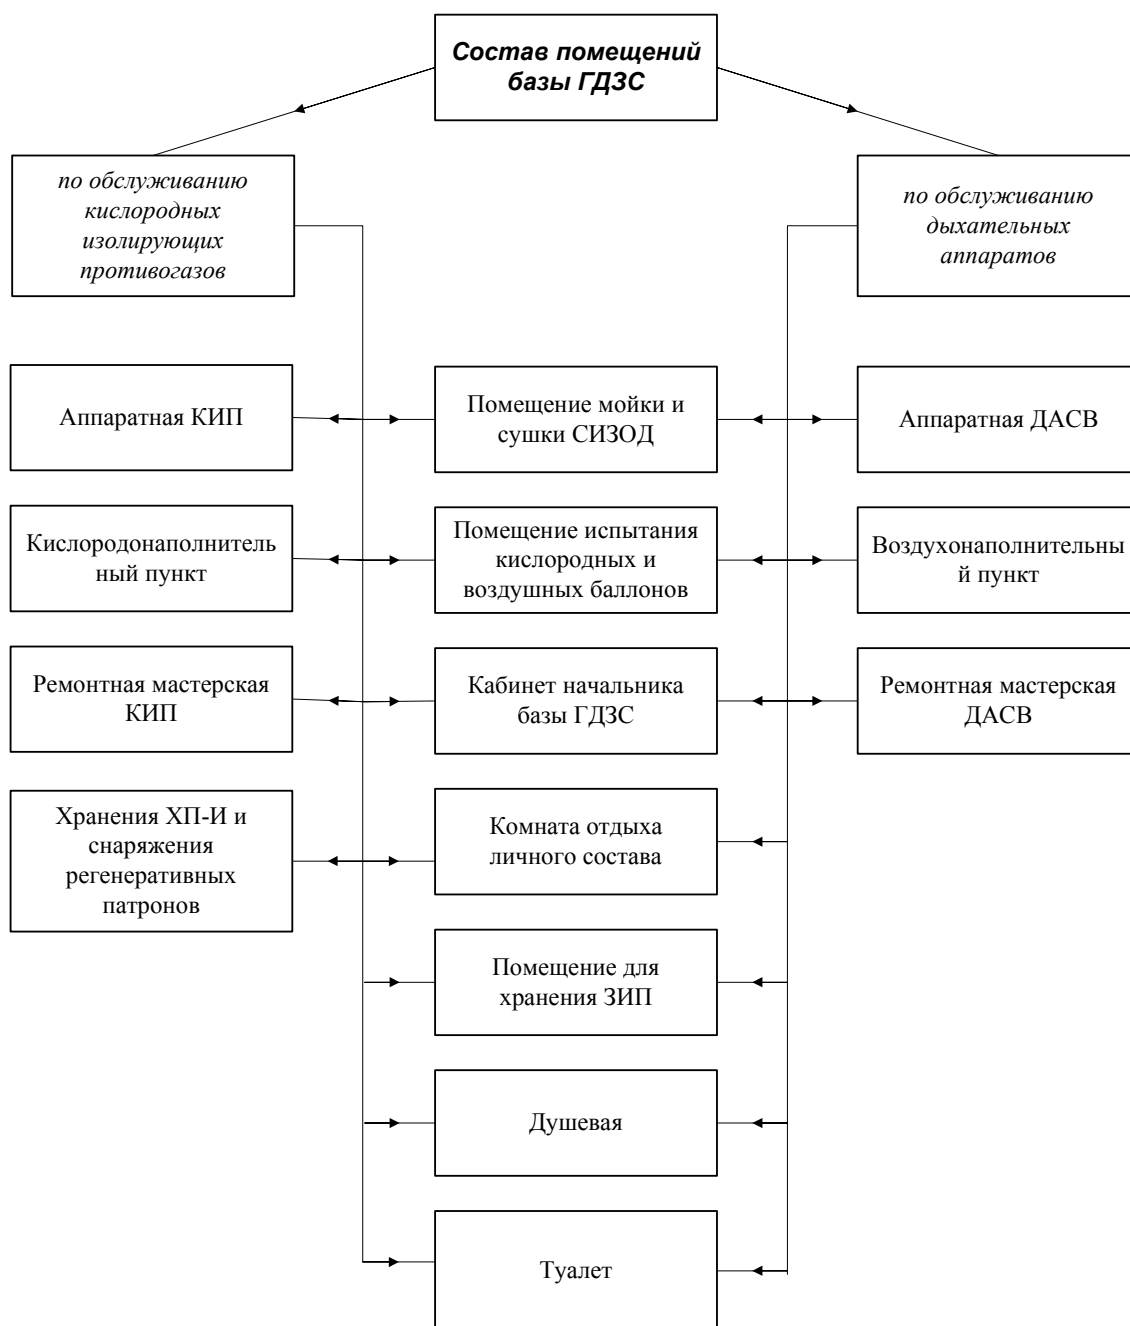 Состав помещений
базы ГДЗС
по обслуживанию
кислородных
изолирующих
противогазов
по обслуживанию
дыхательных
аппаратов
Аппаратная КИП
Помещение мойки и
сушки СИЗОД
Аппаратная ДАСВ
Кислородонаполнитель
ный пункт
Помещение испытания
кислородных и
воздушных баллонов
Воздухонаполнительны
й пункт
Ремонтная мастерская
КИП
Кабинет начальника
базы ГДЗС
Ремонтная мастерская
ДАСВ
Хранения ХП-И и
снаряжения
регенеративных
патронов
Комната отдыха
личного состава
Помещение для
хранения ЗИП
Душевая
Туалет